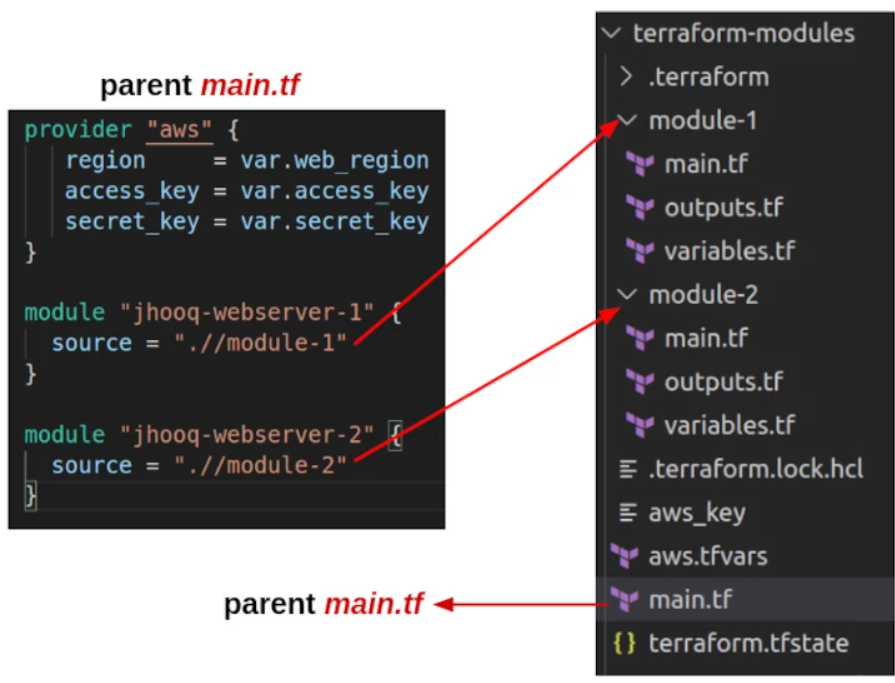 parent main.tf
provider "aws" {
region = var.web_region
access_key = var.access_key
secret_key = var.secret_key
}
module "jhooq-webserver-1" {
source = ".//module-1"
}
module "jhooq-webserver-2" {
source = ".//module-2"
}
parent main.tf
terraform-modules
.terraform
module-1
main.tf
outputs.tf
variables.tf
module-2
main.tf
outputs.tf
variables.tf
.terraform.lock.hcl
aws_key
aws.tfvars
main.tf
{} terraform.tfstate